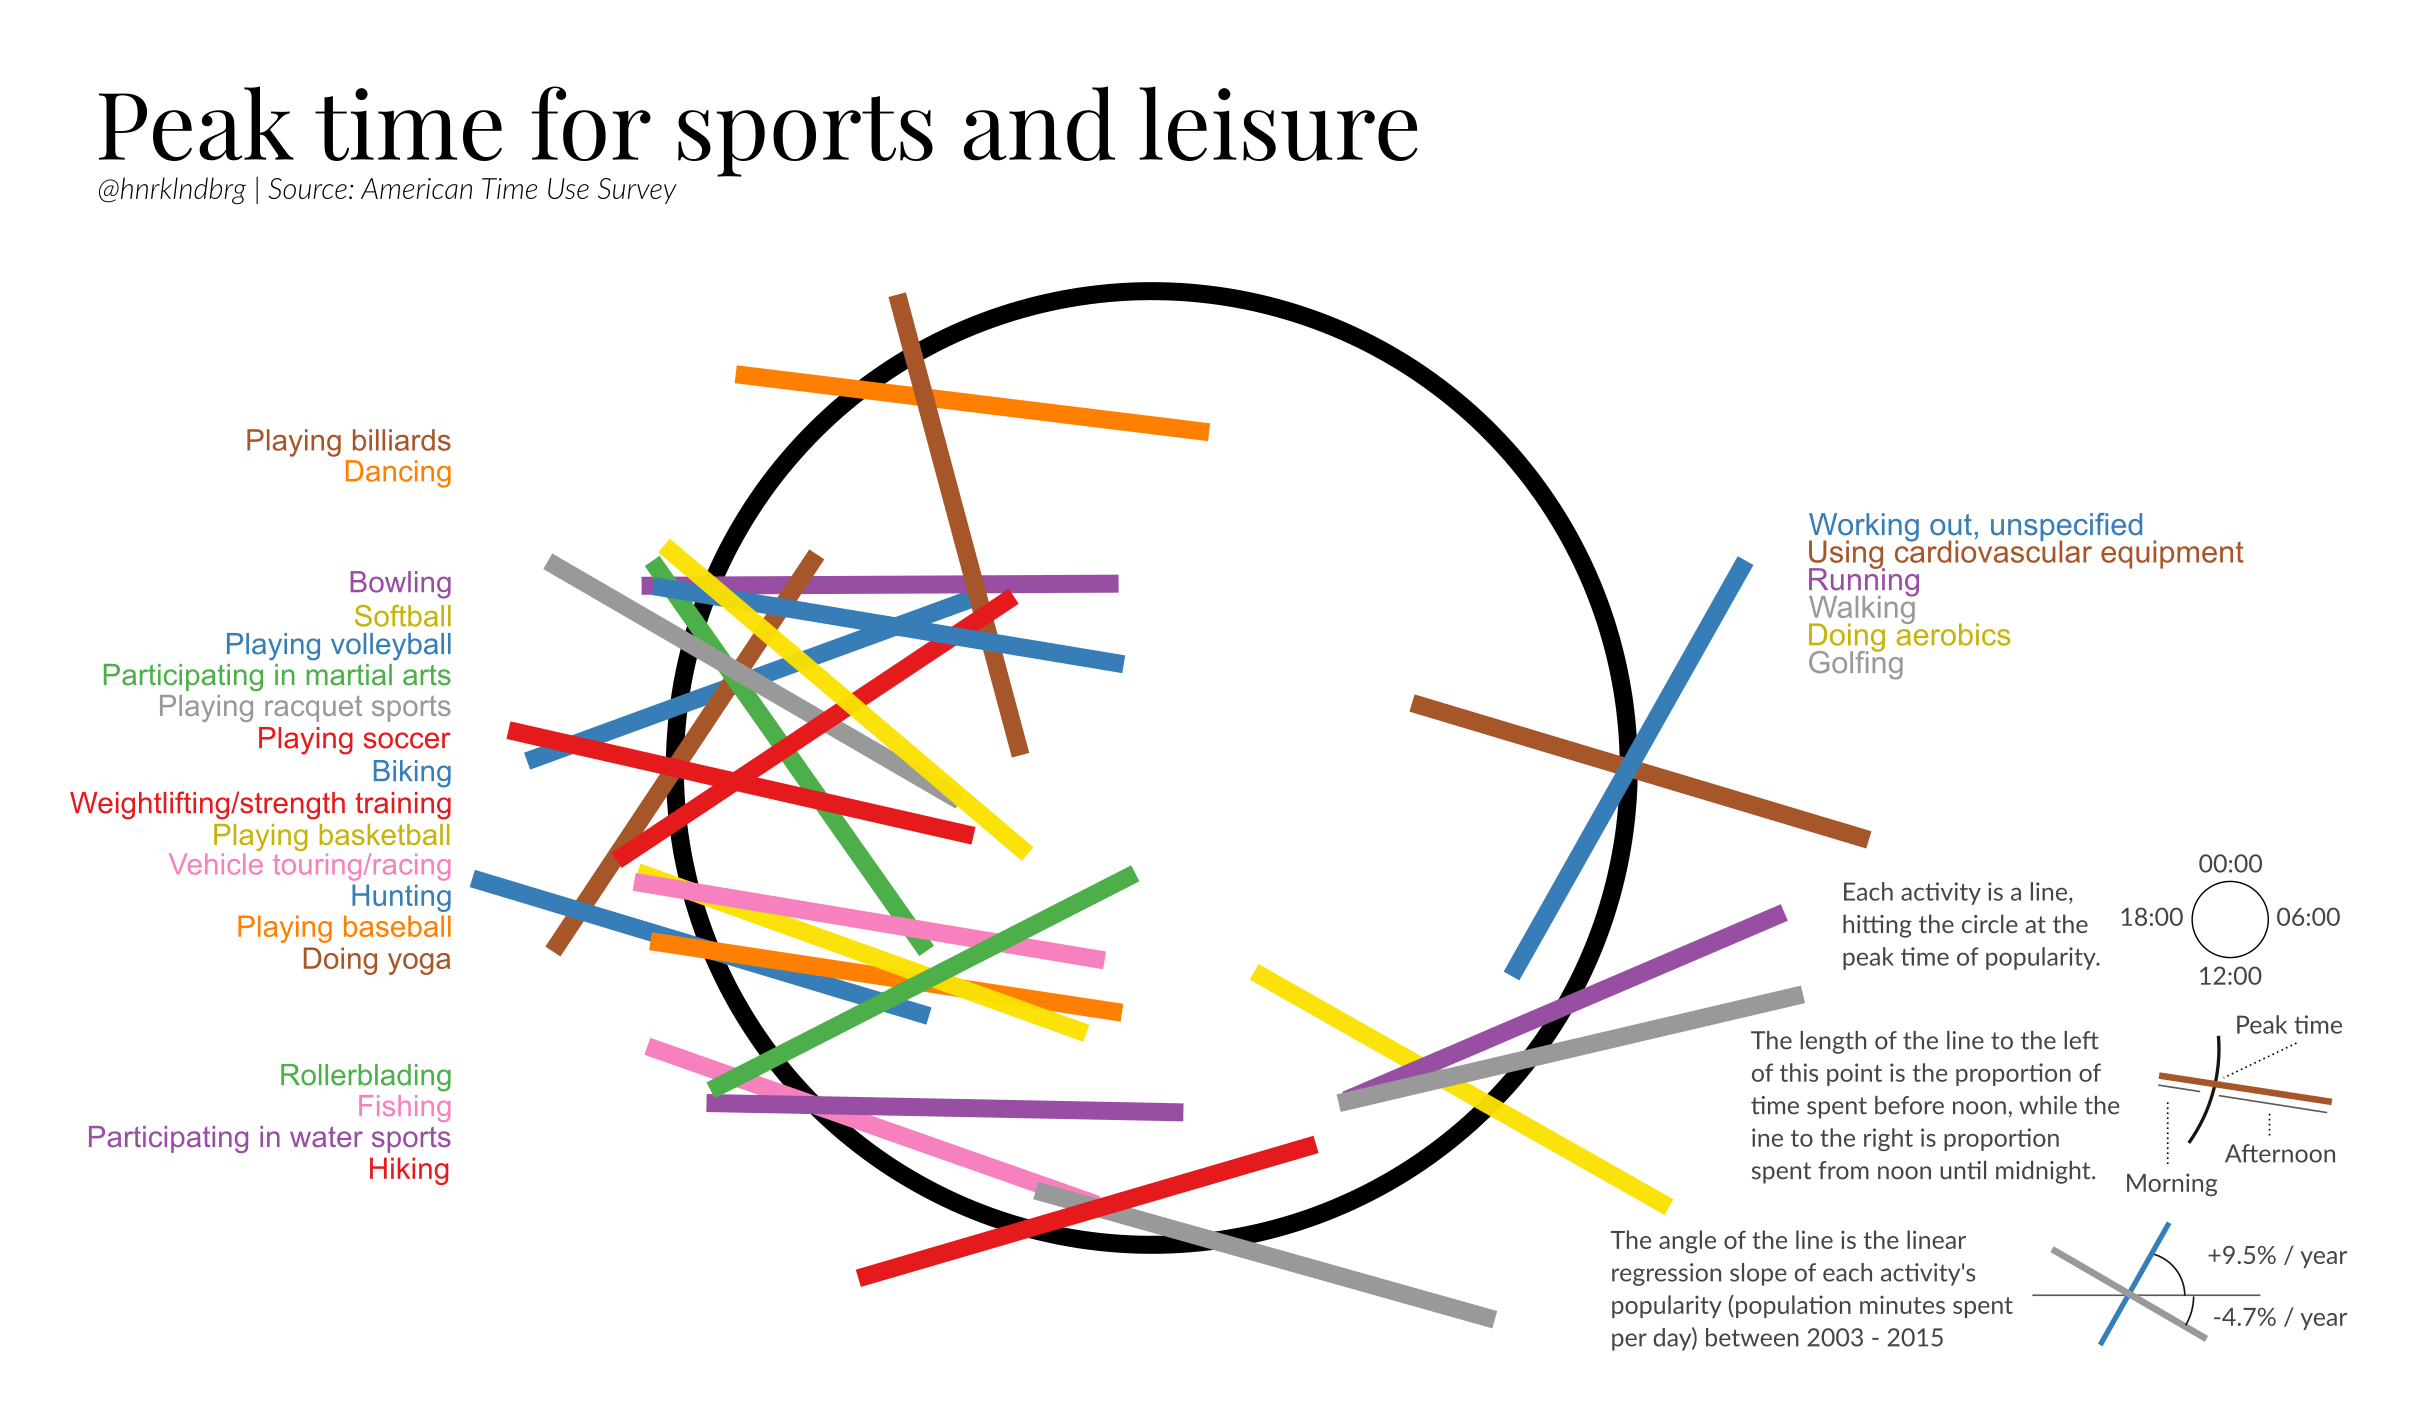 Peak time for sports and leisure
@hnrklndbrg | Source: American Time Use Survey
Playing billiards
Dancing
Bowling
Softball
Playing volleyball
Participating in martial arts
Playing racquet sports
Playing soccer
Biking
Weightlifting/strength training
Playing basketball
Vehicle touring/racing
Hunting
Playing baseball
Doing yoga
Rollerblading
Fishing
Participating in water sports
Hiking
Working out, unspecified
Using cardiovascular equipment
Running
Walking
Doing aerobics
Golfing
Each activity is a line,
hitting the circle at the
peak time of popularity.
00:00
18:00
06:00
12:00
The length of the line to the left
of this point is the proportion of
time spent before noon, while the
ine to the right is proportion
spent from noon until midnight.
Peak time
Afternoon
Morning
The angle of the line is the linear
regression slope of each activity's
popularity (population minutes spent
per day) between 2003 - 2015
+9.5% / year
-4.7% / year